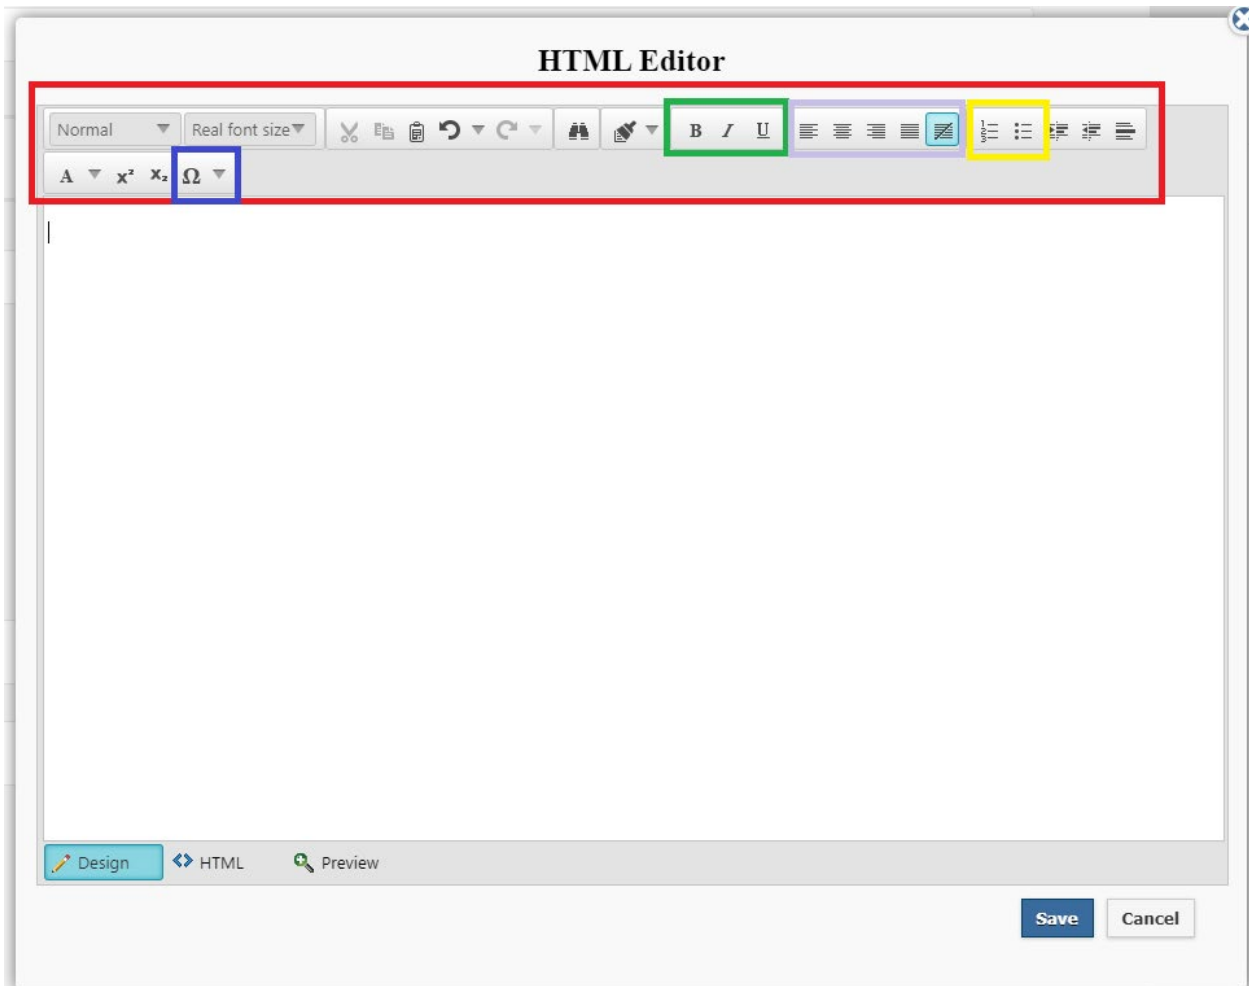 HTML Editor
Normal Real font size B I U
A x² x₂ Ω
Design HTML Preview
Save Cancel